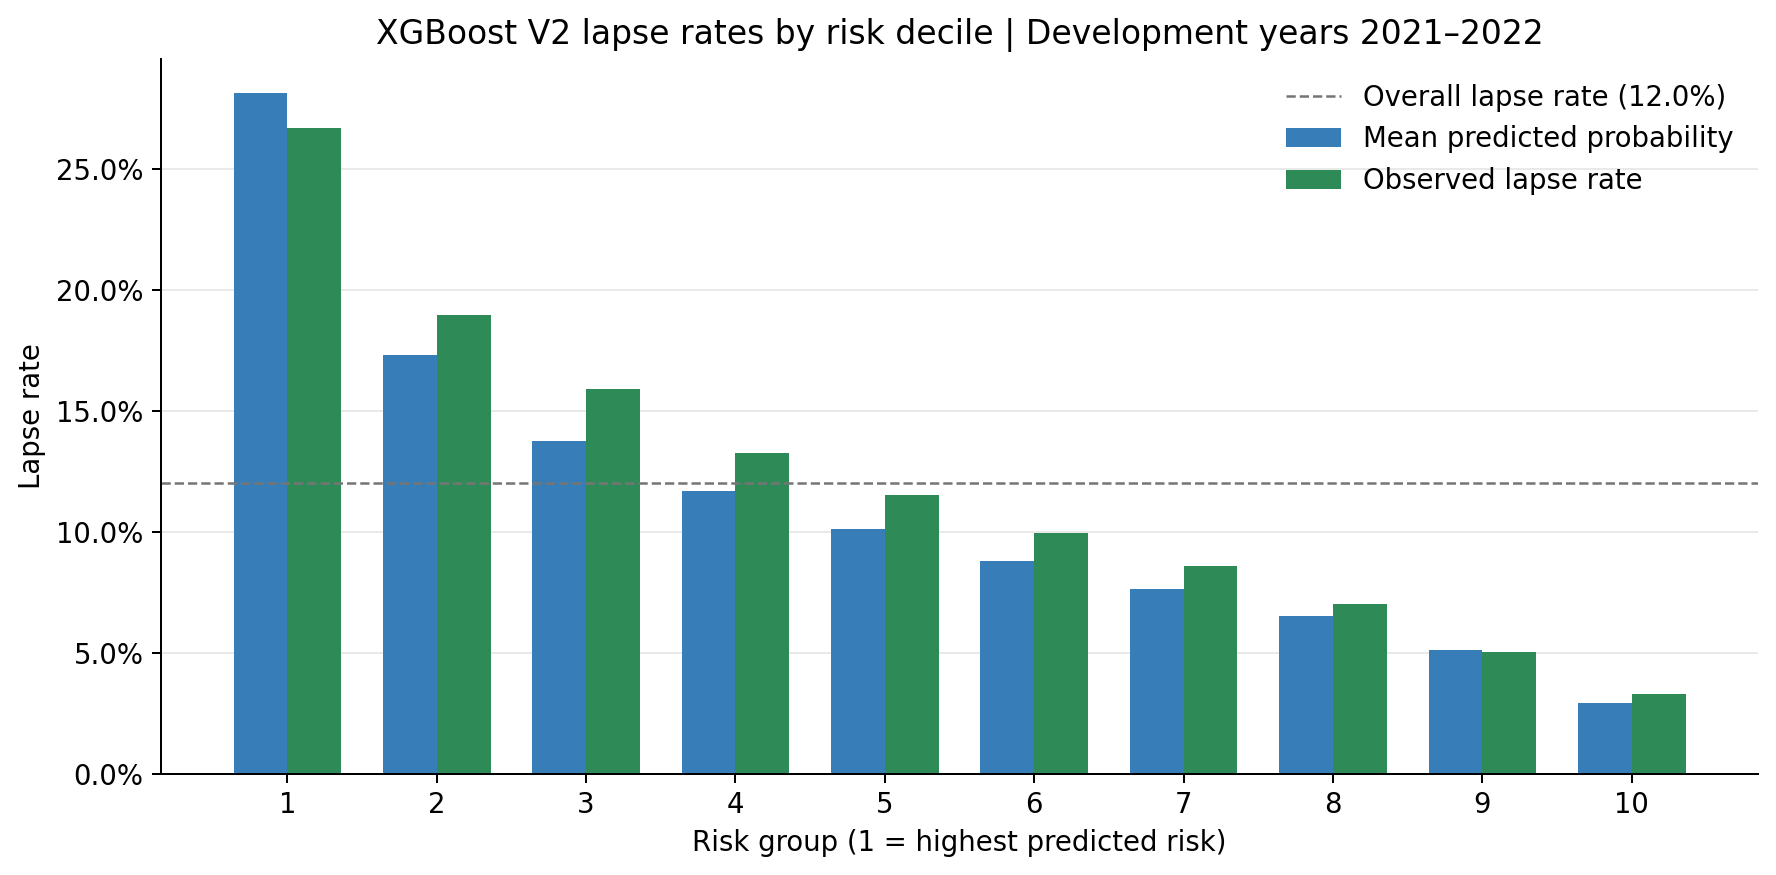 XGBoost V2 lapse rates by risk decile | Development years 2021–2022
Overall lapse rate (12.0%)
Mean predicted probability
Observed lapse rate
Lapse rate
25.0%
20.0%
15.0%
10.0%
5.0%
0.0%
1 2 3 4 5 6 7 8 9 10
Risk group (1 = highest predicted risk)